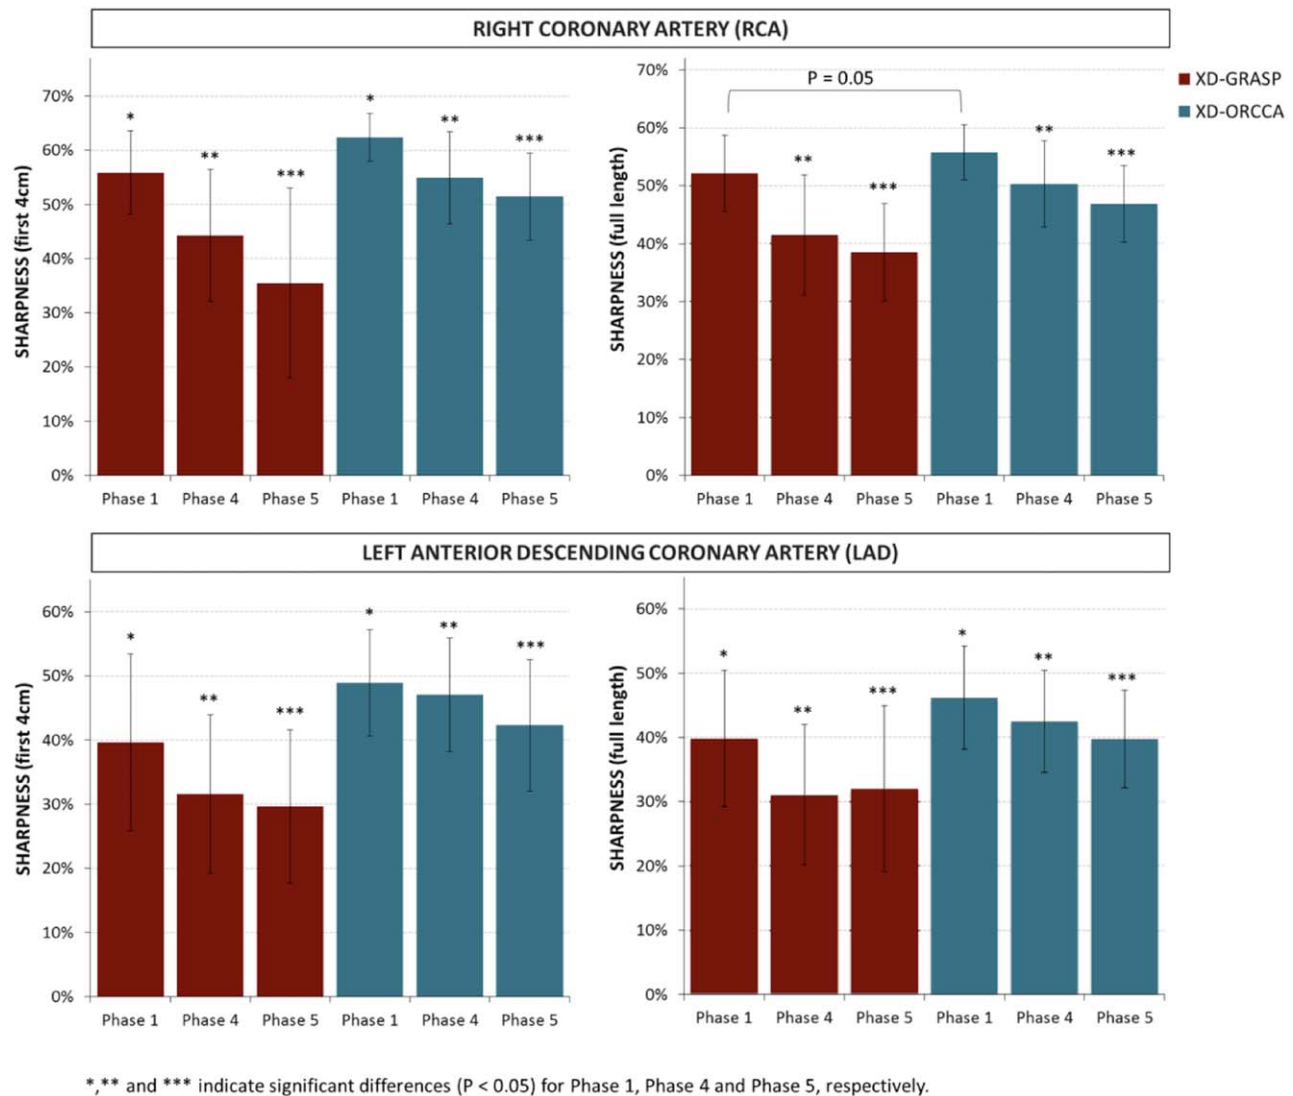 RIGHT CORONARY ARTERY (RCA)
SHARPNESS (first 4cm)
70%
60%
50%
40%
30%
20%
10%
0%
* ** *** * ** ***
Phase 1 Phase 4 Phase 5 Phase 1 Phase 4 Phase 5
SHARPNESS (full length)
70%
60%
50%
40%
30%
20%
10%
0%
P = 0.05
** *** ** ***
Phase 1 Phase 4 Phase 5 Phase 1 Phase 4 Phase 5
XD-GRASP
XD-ORCCA
LEFT ANTERIOR DESCENDING CORONARY ARTERY (LAD)
SHARPNESS (first 4cm)
60%
50%
40%
30%
20%
10%
0%
* ** *** * ** ***
Phase 1 Phase 4 Phase 5 Phase 1 Phase 4 Phase 5
SHARPNESS (full length)
60%
50%
40%
30%
20%
10%
0%
* ** *** * ** ***
Phase 1 Phase 4 Phase 5 Phase 1 Phase 4 Phase 5
*,** and *** indicate significant differences (P < 0.05) for Phase 1, Phase 4 and Phase 5, respectively.